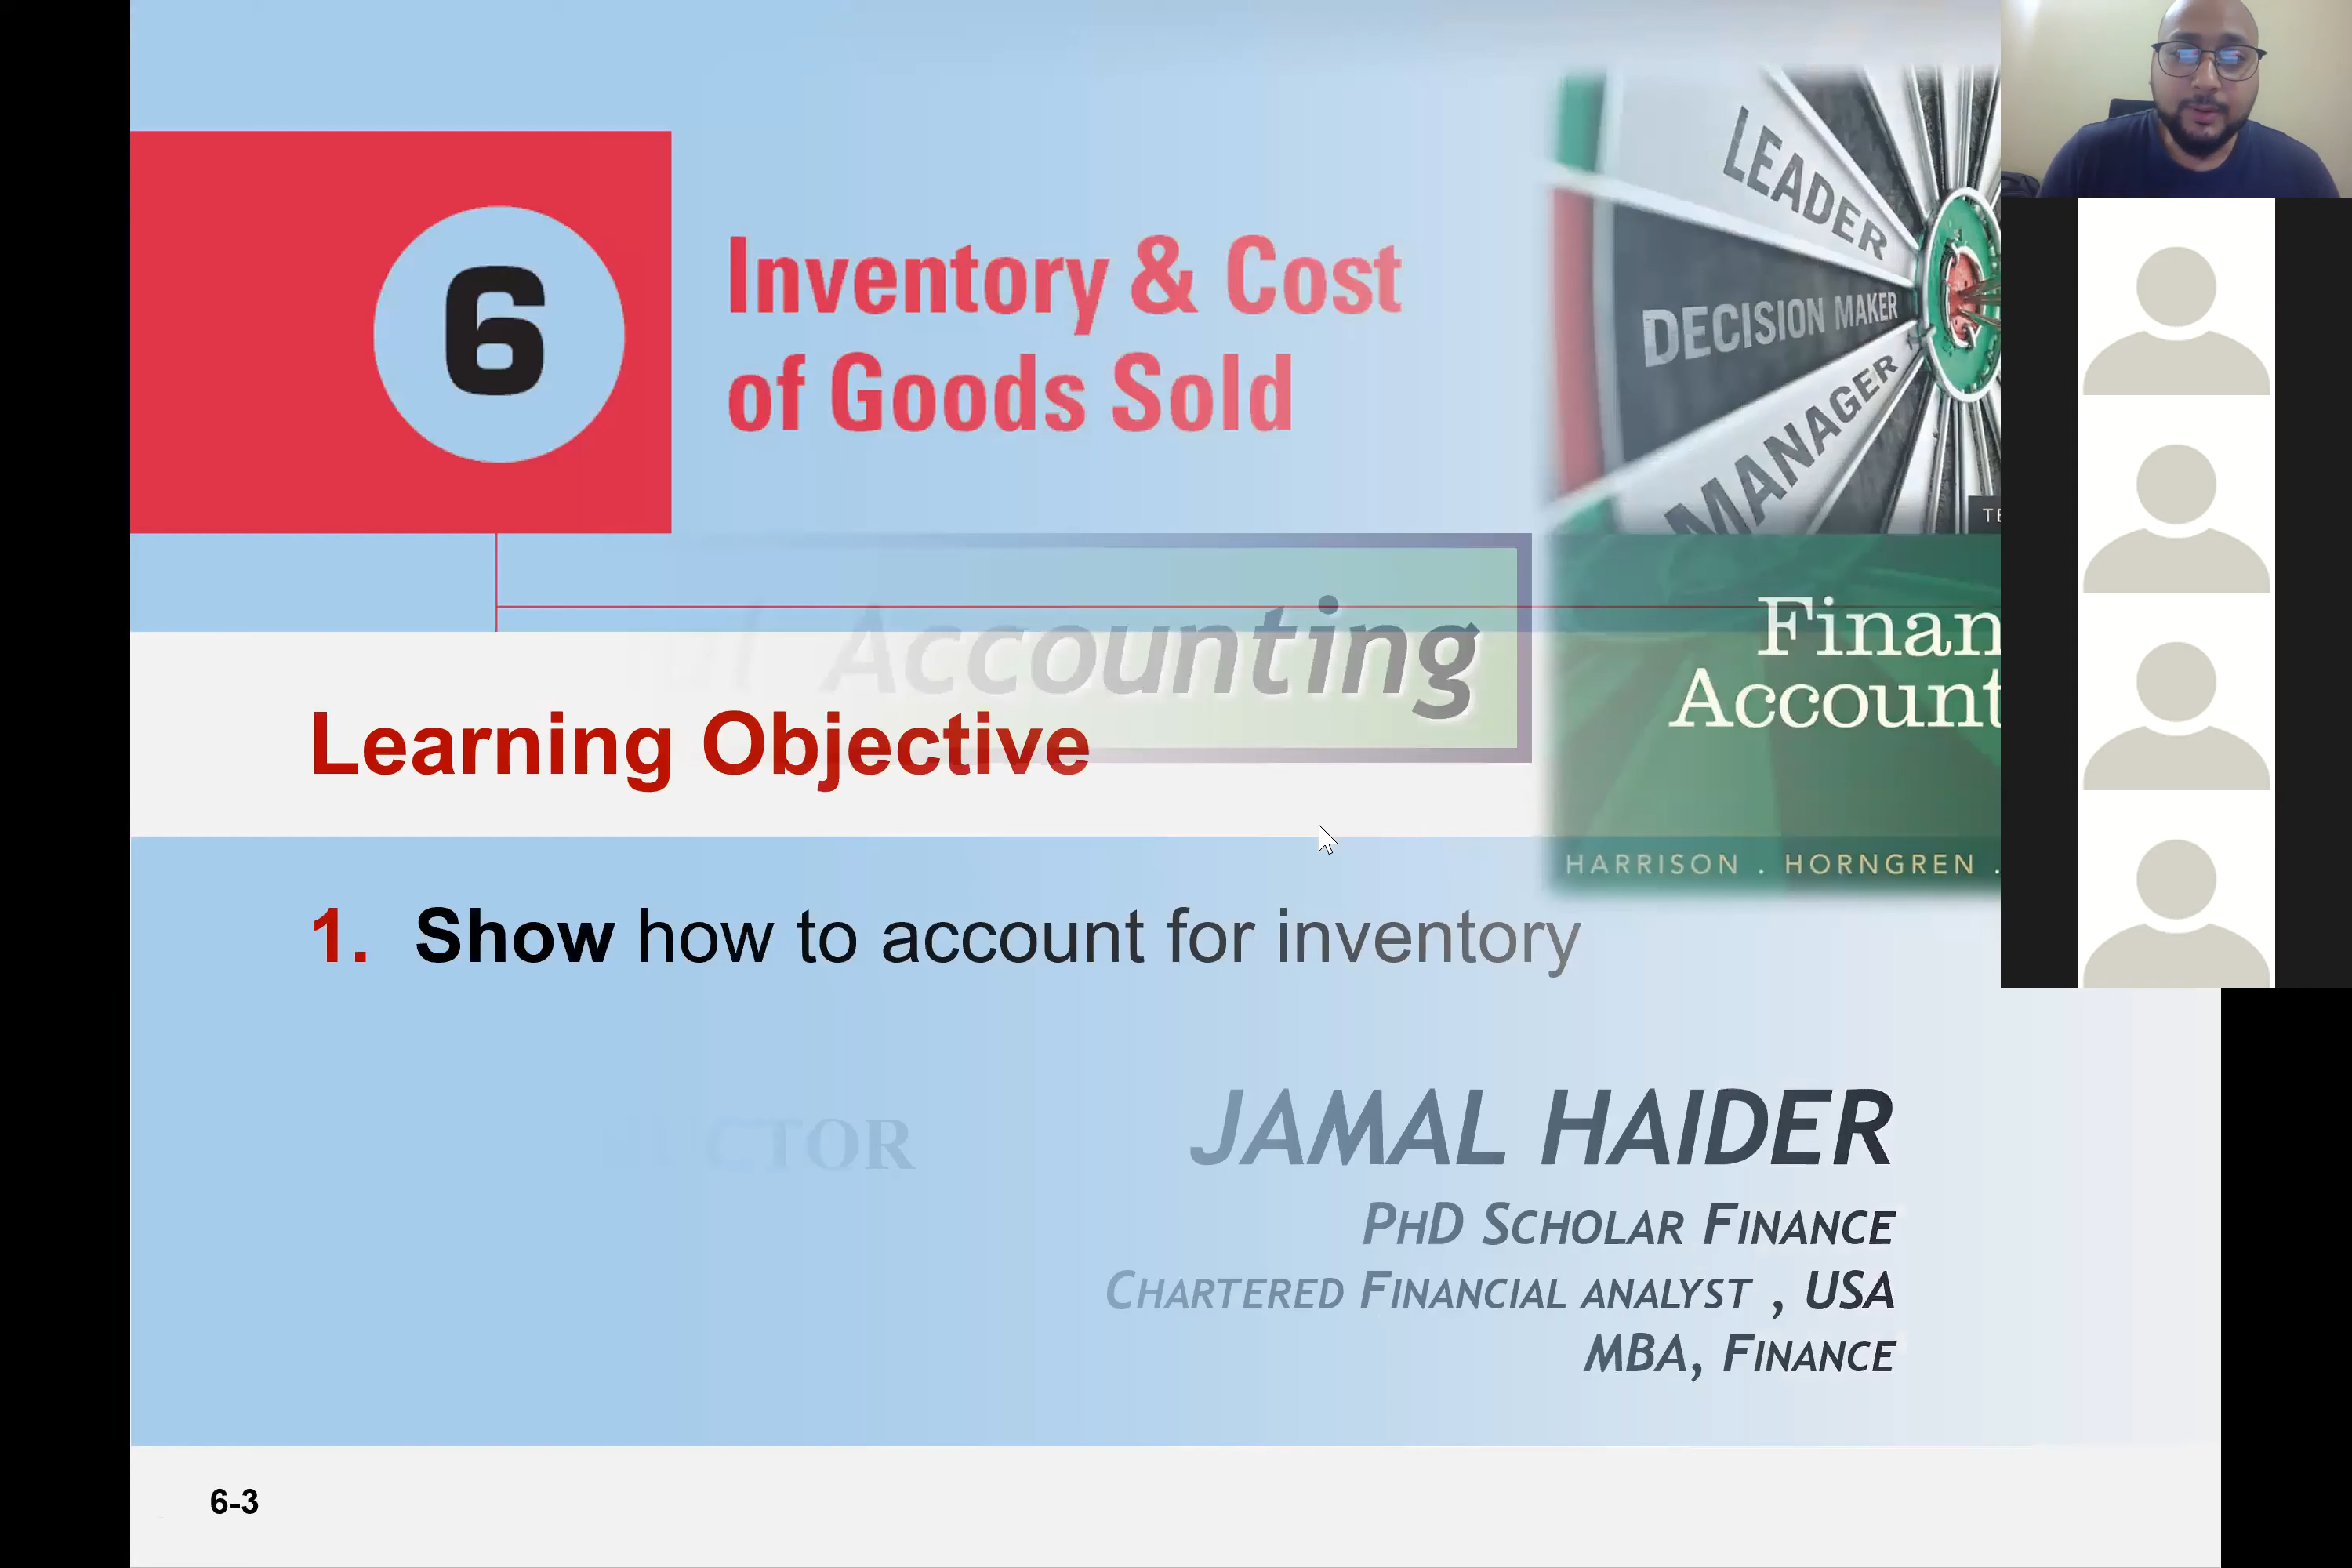 6
Inventory & Cost
of Goods Sold
LEADER
DECISION MAKER
MANAGER
Accounting
Finan
Account
HARRISON . HORNGREN .
Learning Objective
1. Show how to account for inventory
JAMAL HAIDER
PHD SCHOLAR FINANCE
CHARTERED FINANCIAL ANALYST , USA
MBA, FINANCE
6-3